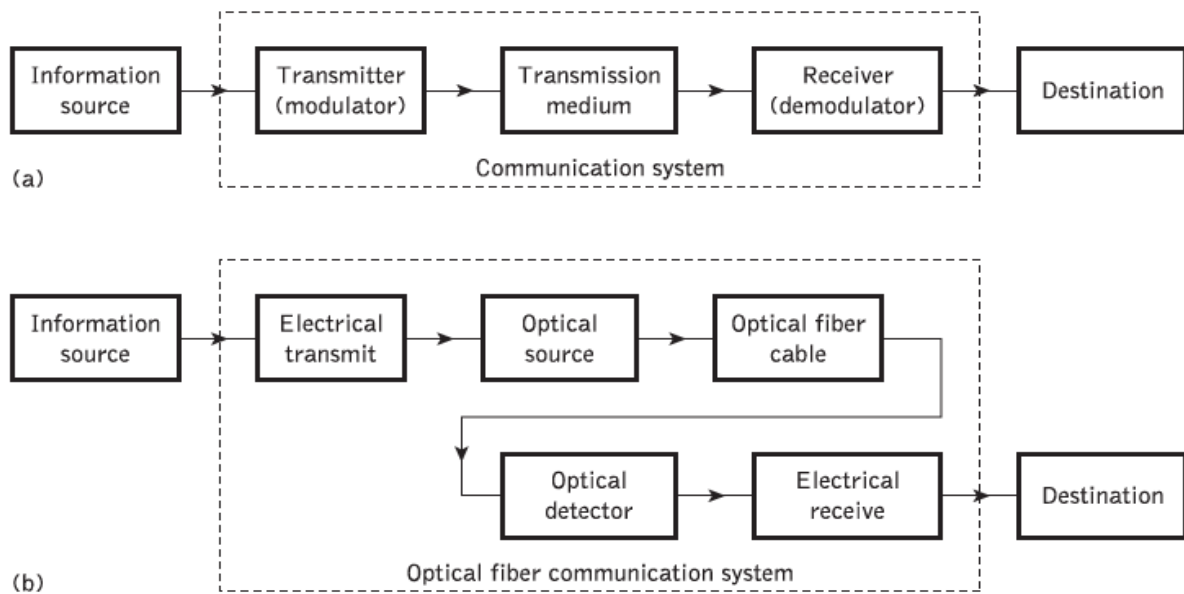 Information
source
Transmitter
(modulator)
Transmission
medium
Receiver
(demodulator)
Destination
Communication system
(a)
Information
source
Electrical
transmit
Optical
source
Optical fiber
cable
Optical
detector
Electrical
receive
Destination
Optical fiber communication system
(b)